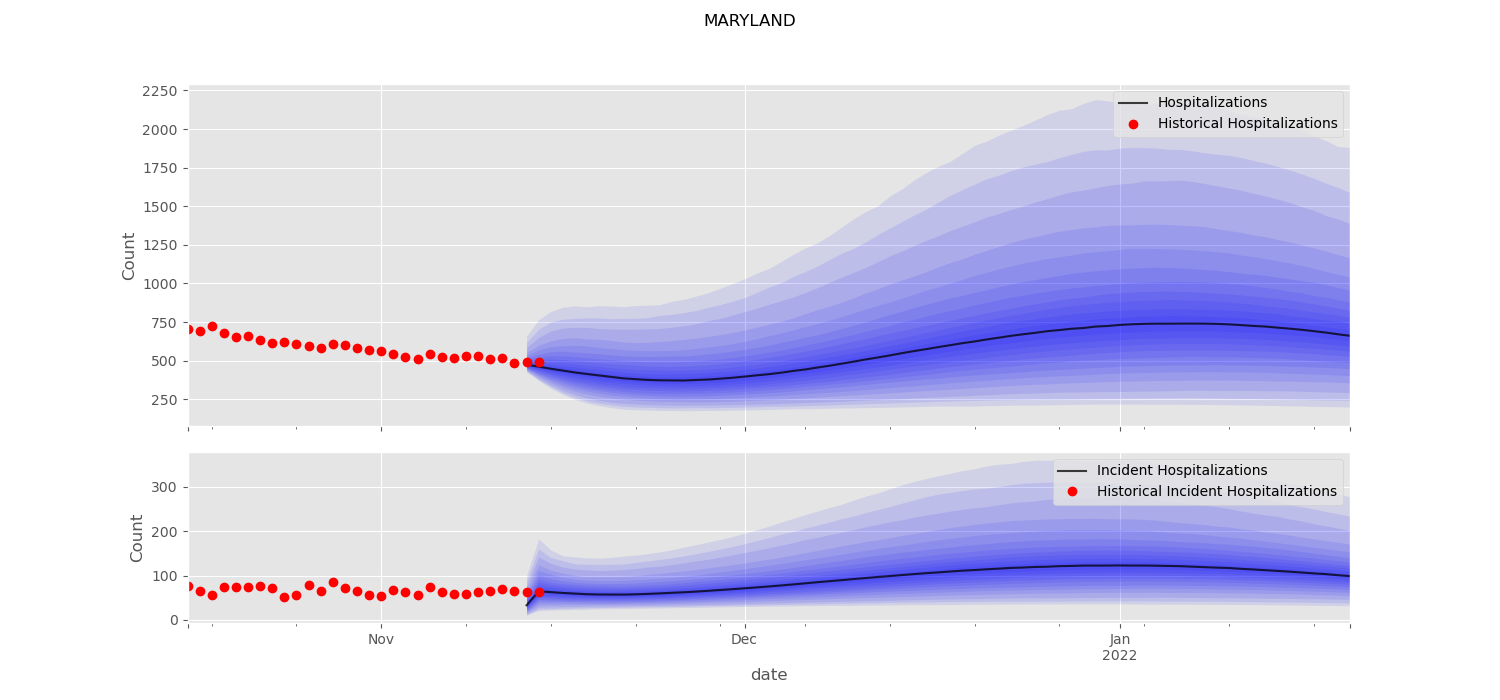 MARYLAND
2250
2000
1750
1500
1250
1000
750
500
250
Count
Hospitalizations
Historical Hospitalizations
300
200
100
0
Count
Incident Hospitalizations
Historical Incident Hospitalizations
Nov
Dec
Jan
2022
date